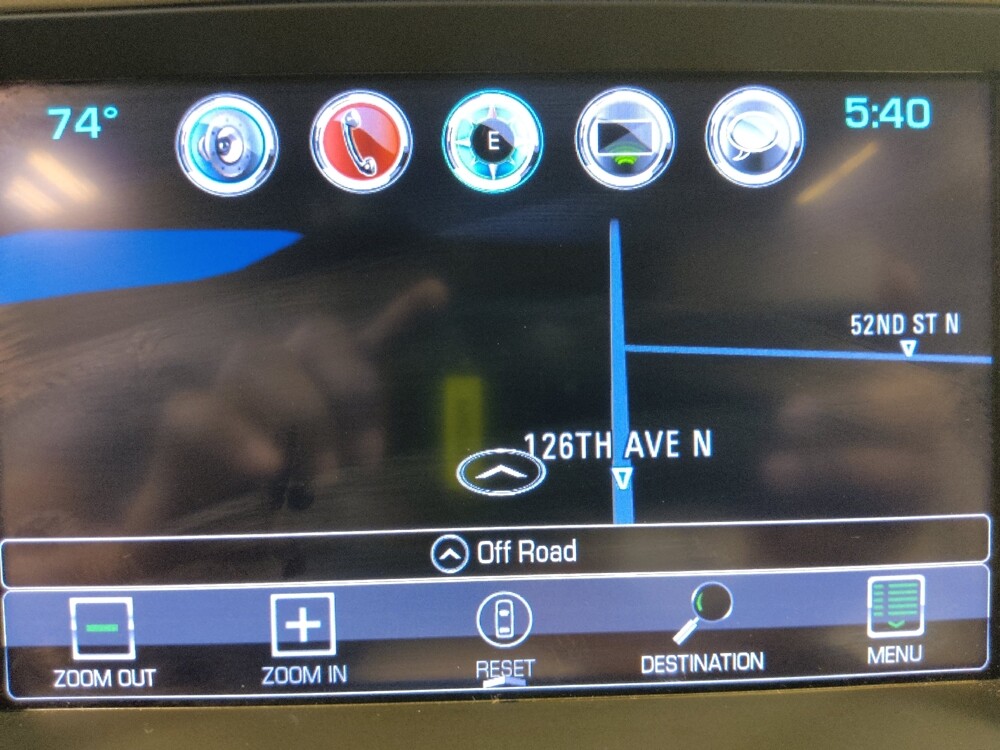 74°
E
5:40
52ND ST N
126TH AVE N
Off Road
ZOOM OUT
ZOOM IN
RESET
DESTINATION
MENU